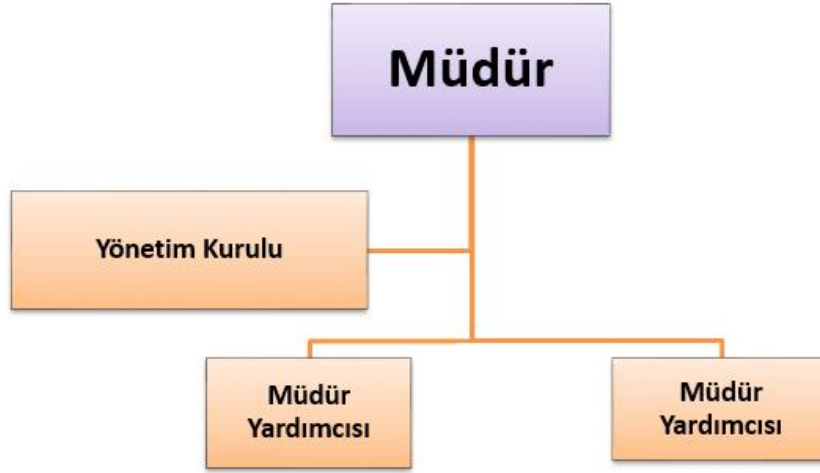 Müdür
Yönetim Kurulu
Müdür
Yardımcısı
Müdür
Yardımcısı